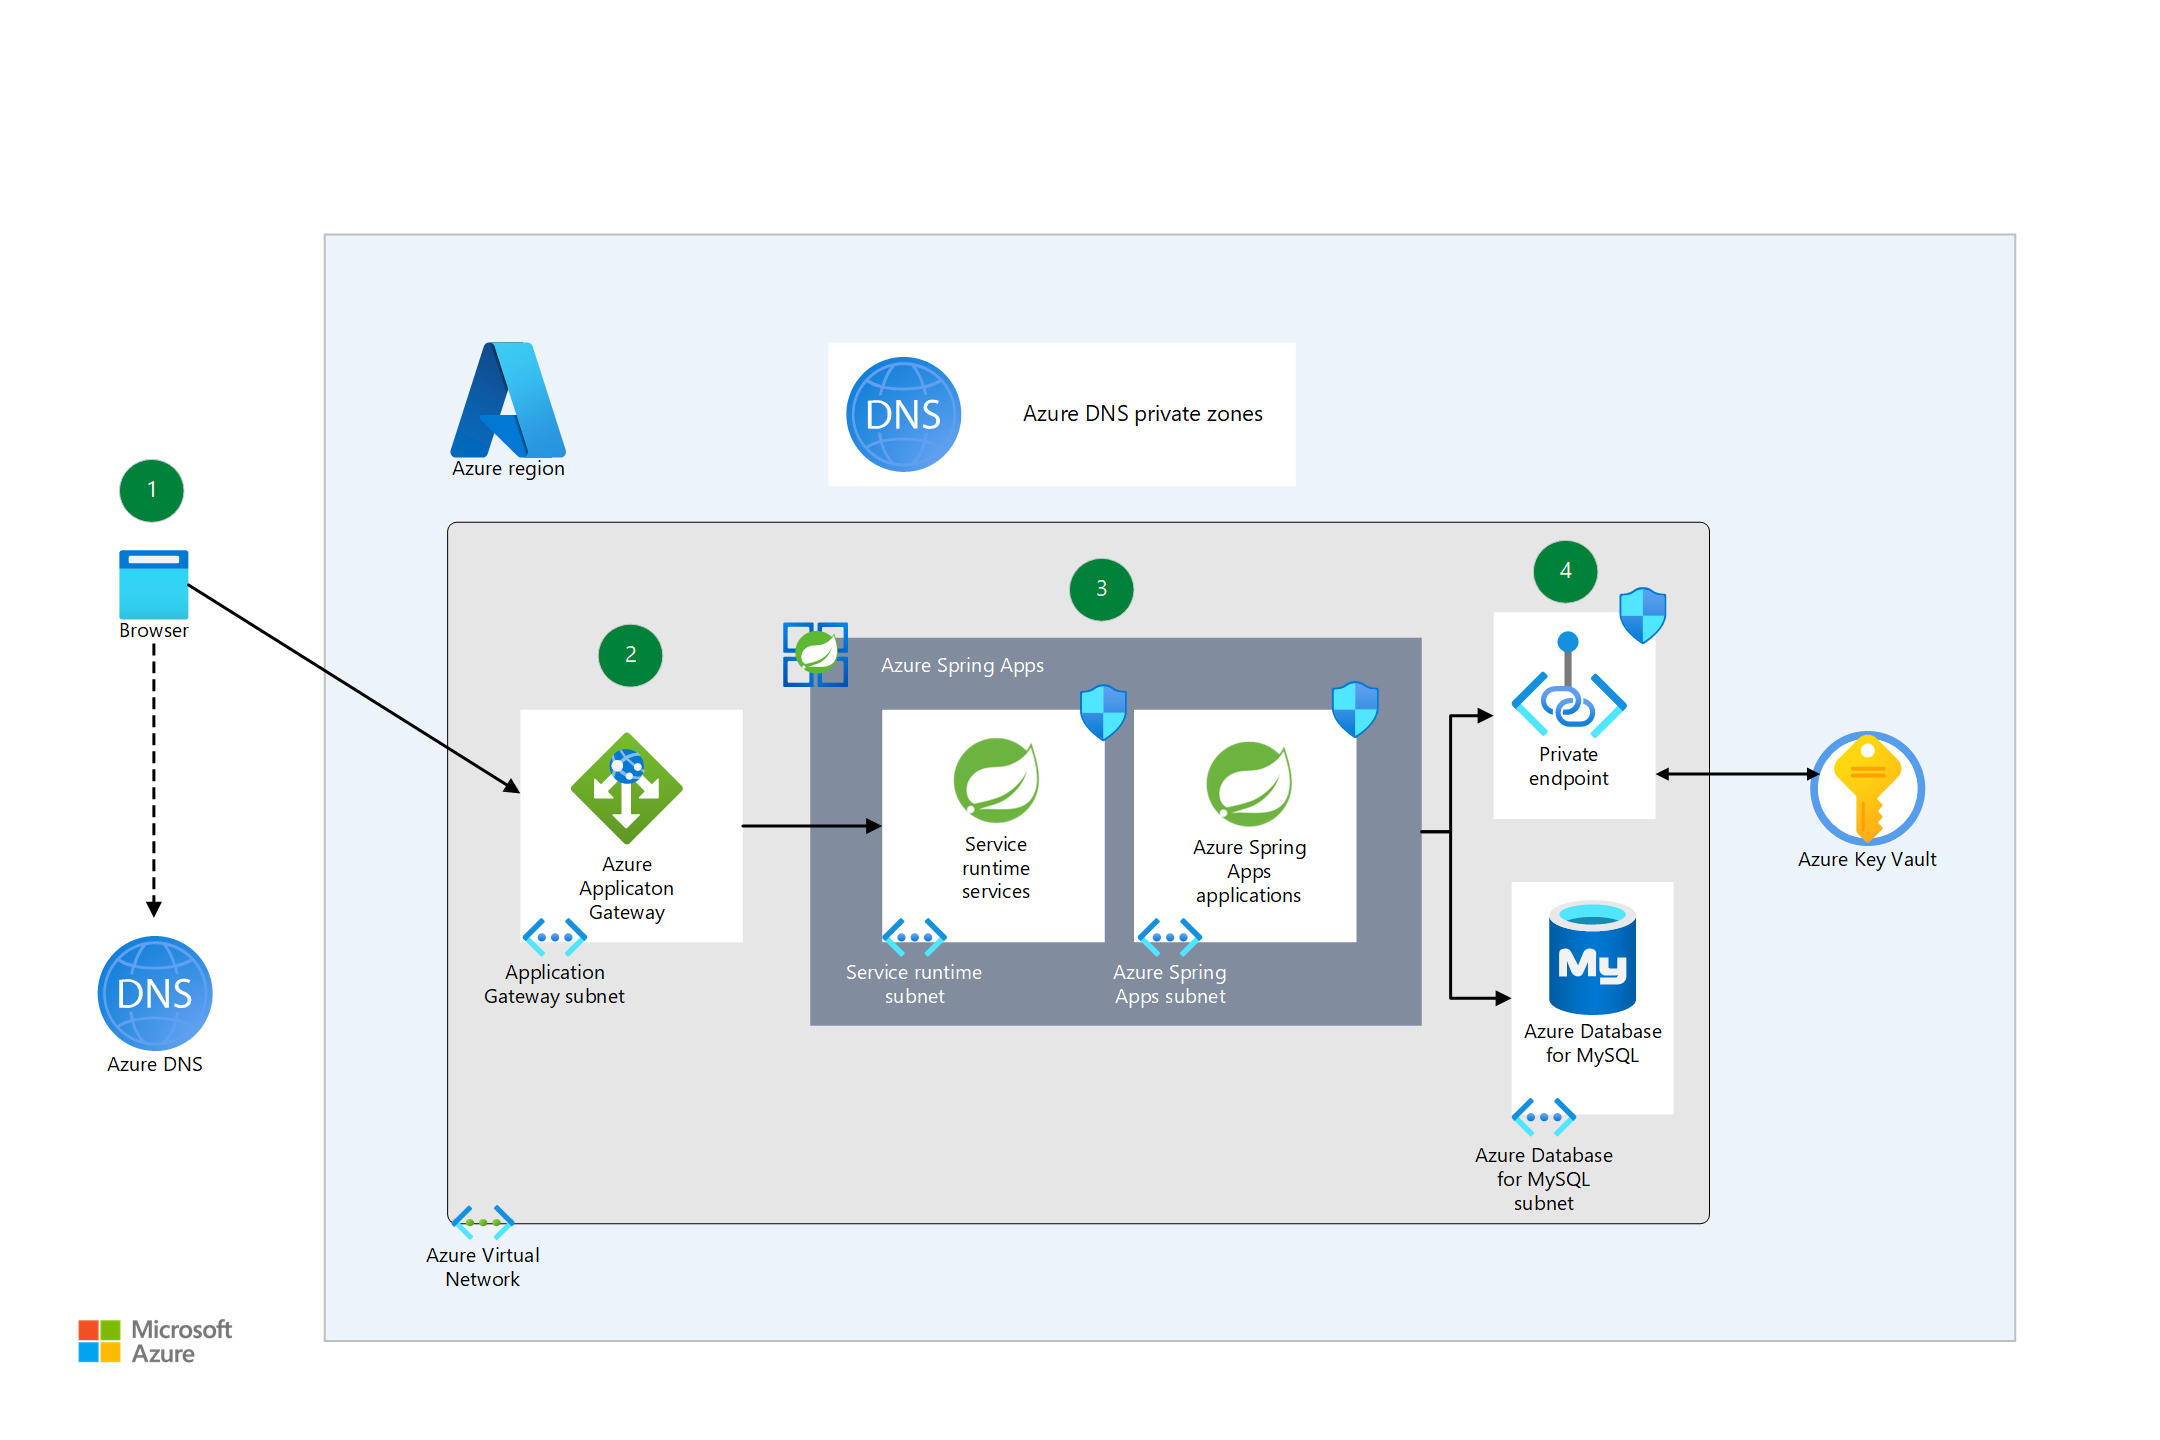 DNS
Azure DNS private zones
Azure region
1
Browser
DNS
Azure DNS
2
3
4
Azure Spring Apps
Azure
Applicaton
Gateway
Application
Gateway subnet
Service
runtime
services
Service runtime
subnet
Azure Spring
Apps
applications
Azure Spring
Apps subnet
Private
endpoint
Azure Key Vault
My
Azure Database
for MySQL
Azure Database
for MySQL
subnet
Azure Virtual
Network
Microsoft
Azure